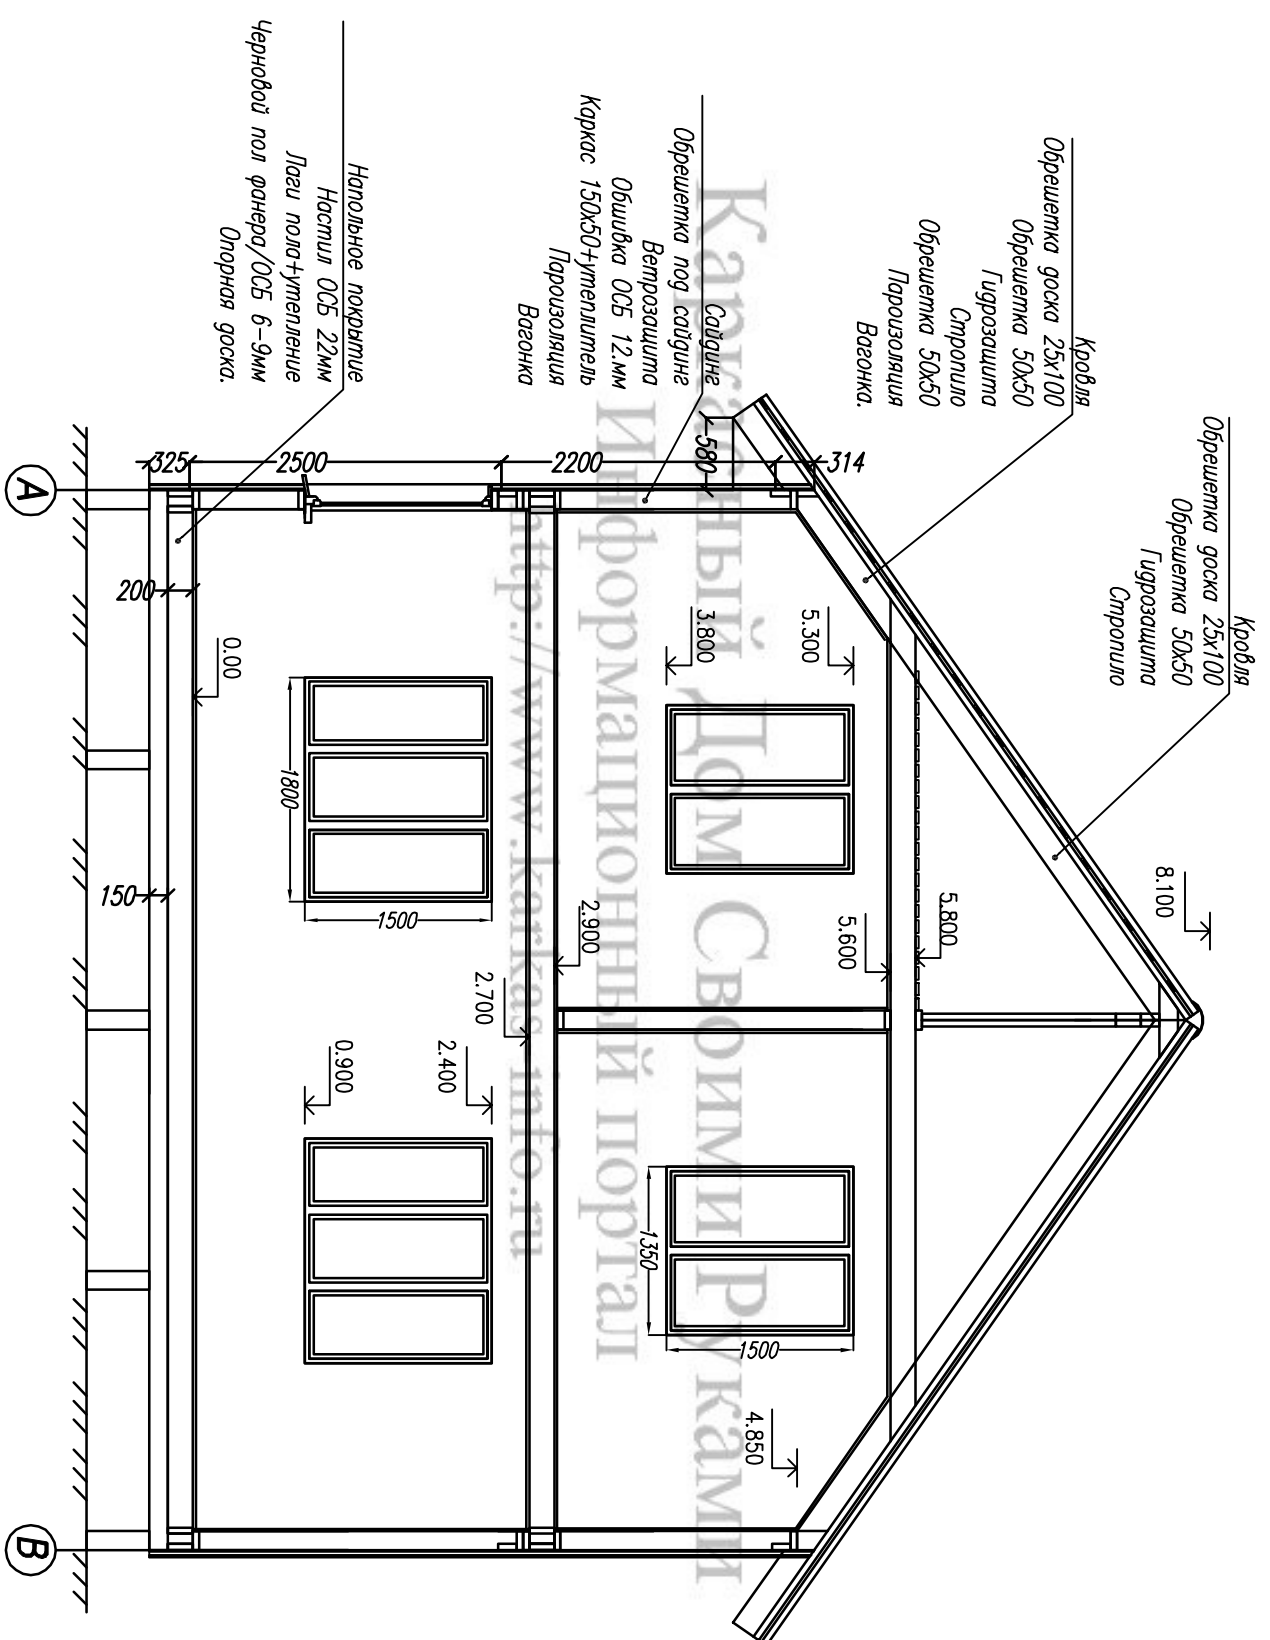 Кровля
Обрешетка доска 25х100
Обрешетка 50х50
Гидрозащита
Стропило
Кровля
Обрешетка доска 25х100
Обрешетка 50х50
Гидрозащита
Стропило
Обрешетка 50х50
Пароизоляция
Вагонка.
Сайдинг
Обрешетка под сайдинг
Ветрозащита
Обшивка ОСБ 12.мм
Каркас 150х50+утеплитель
Пароизоляция
Вагонка
Напольное покрытие
Настил ОСБ 22мм
Лаги пола+утепление
Черновой пол фанера/ОСБ 6-9мм
Опорная доска.
8.100
5.800
5.600
5.300
3.800
4.850
2.900
2.700
2.400
0.900
0.00
314
580
2200
2500
325
200
150
1800
1500
1350
1500
А
В
Каркасный Дом Своими Руками
Информационный портал
http://www.karkas-info.ru